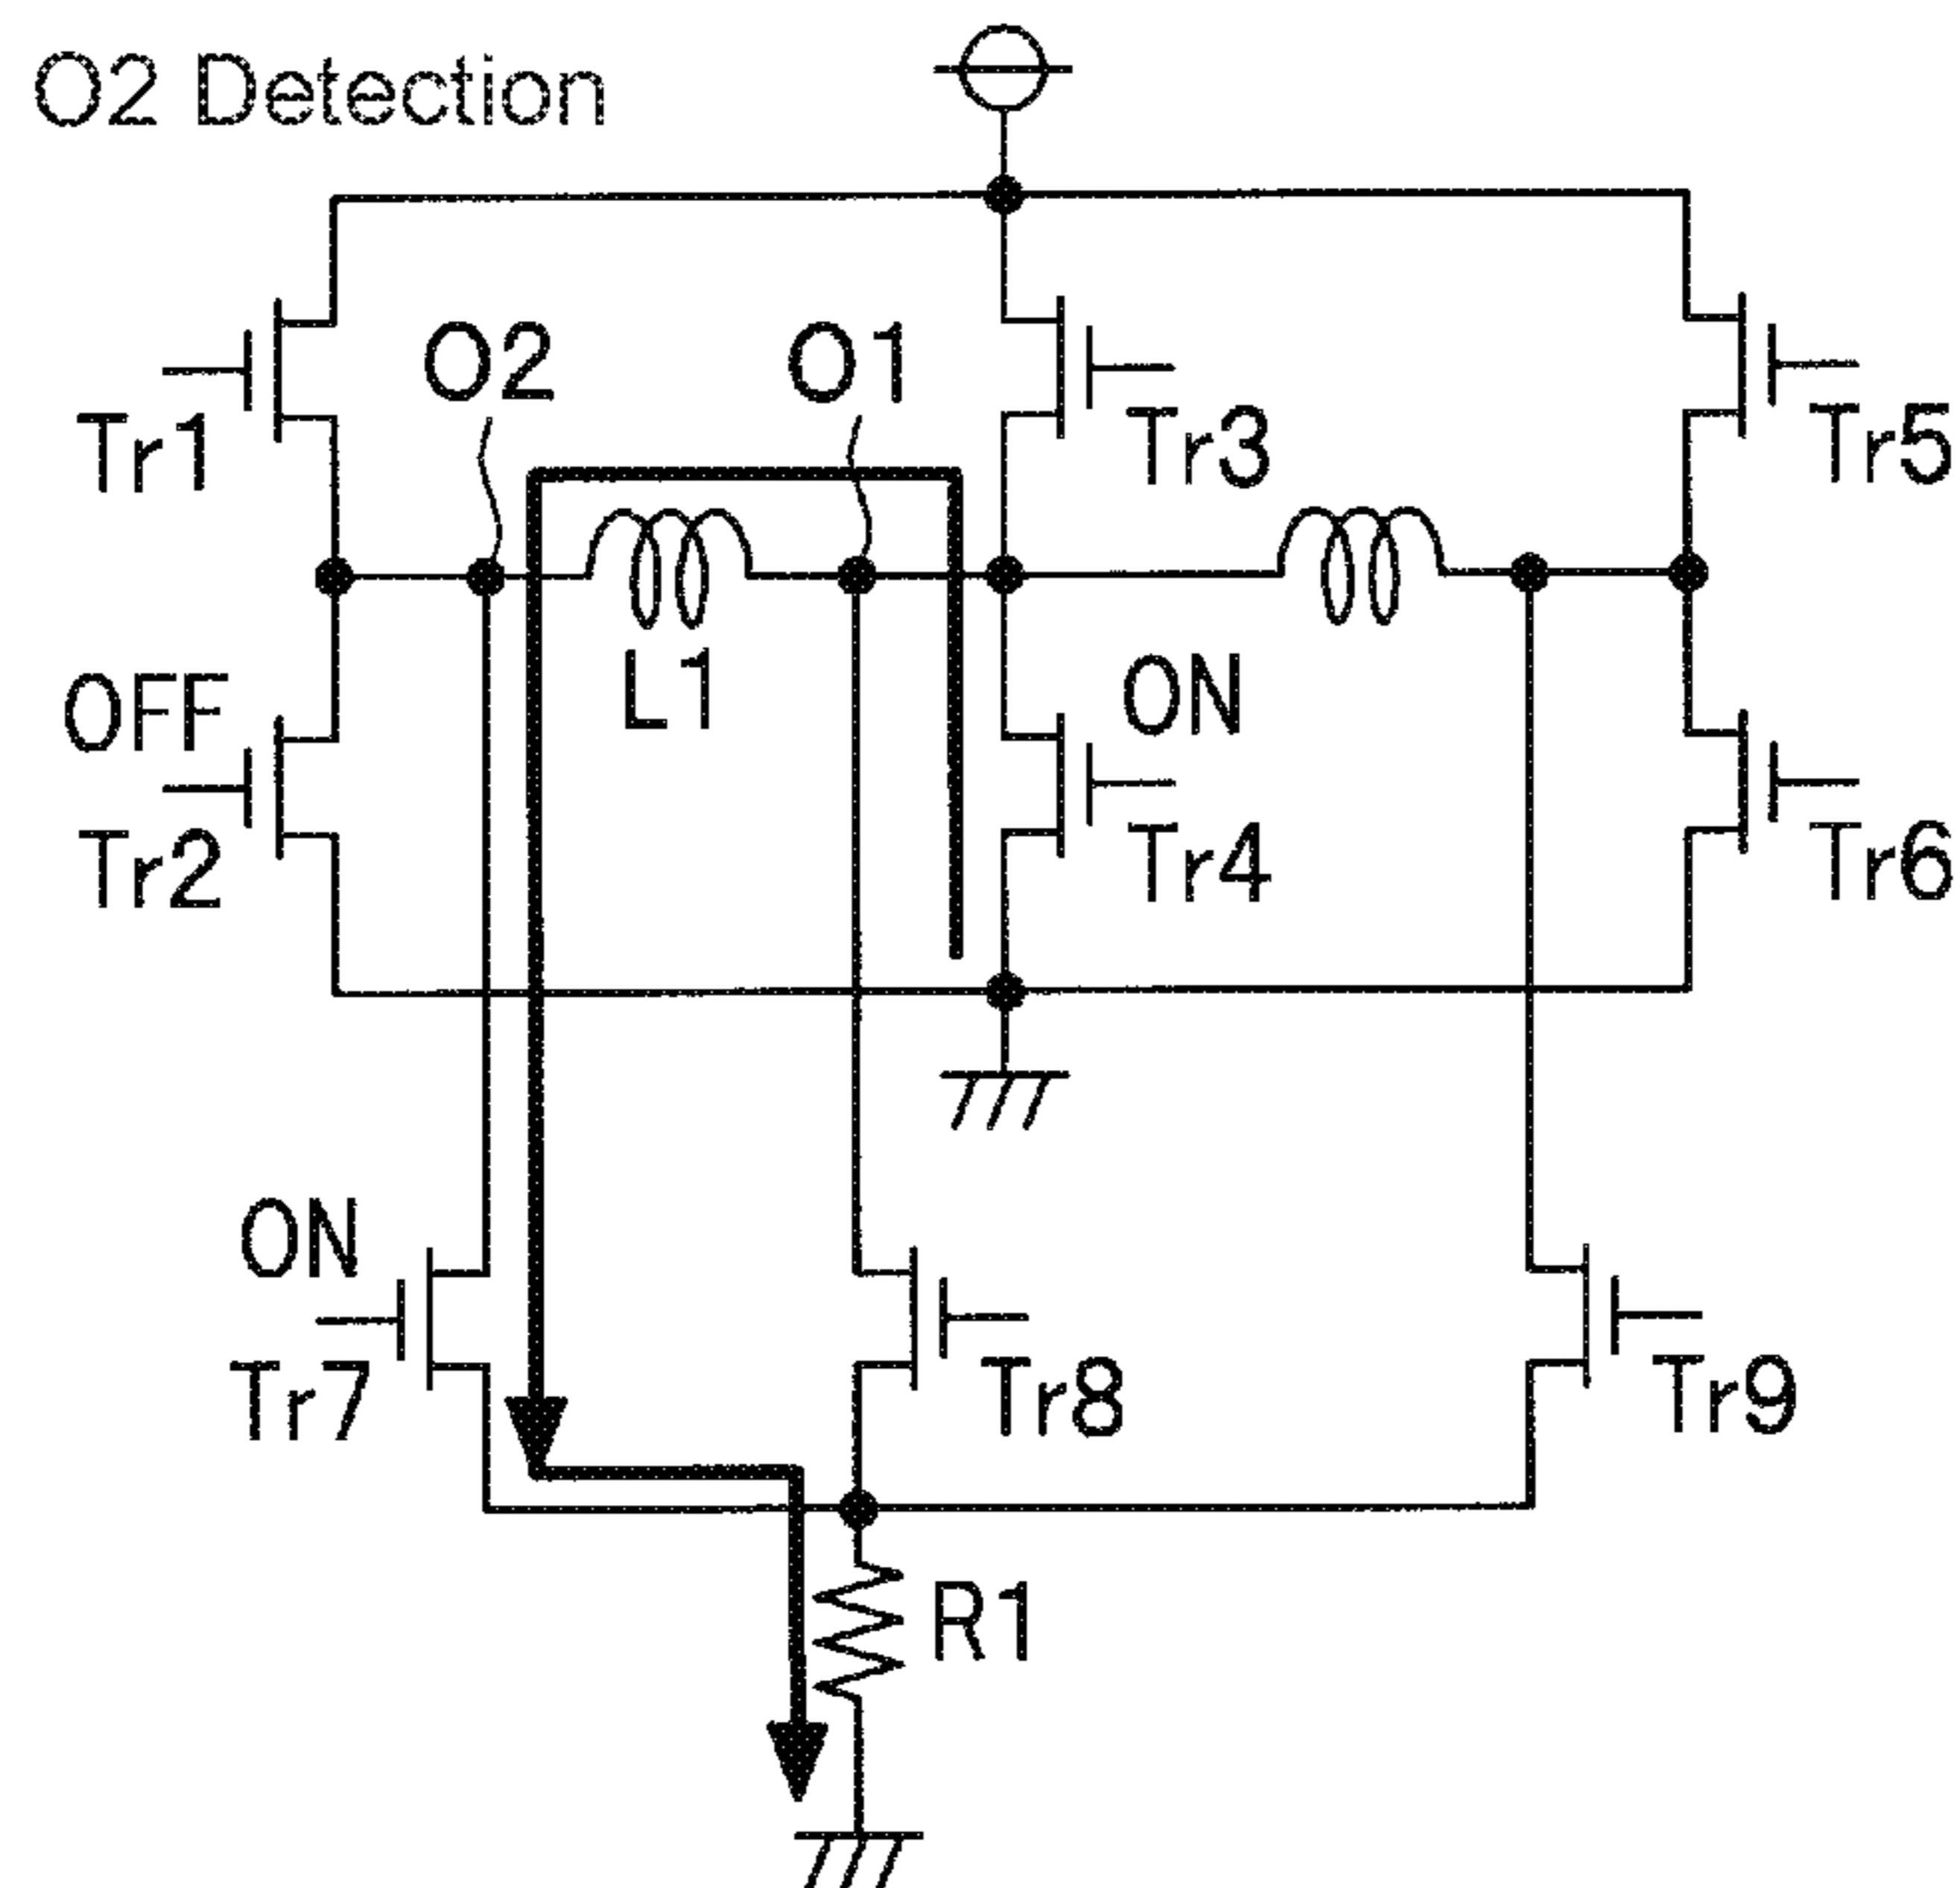 O2 Detection
Tr1
O2
O1
Tr3
Tr5
OFF
Tr2
L1
ON
Tr4
Tr6
ON
Tr7
Tr8
Tr9
R1